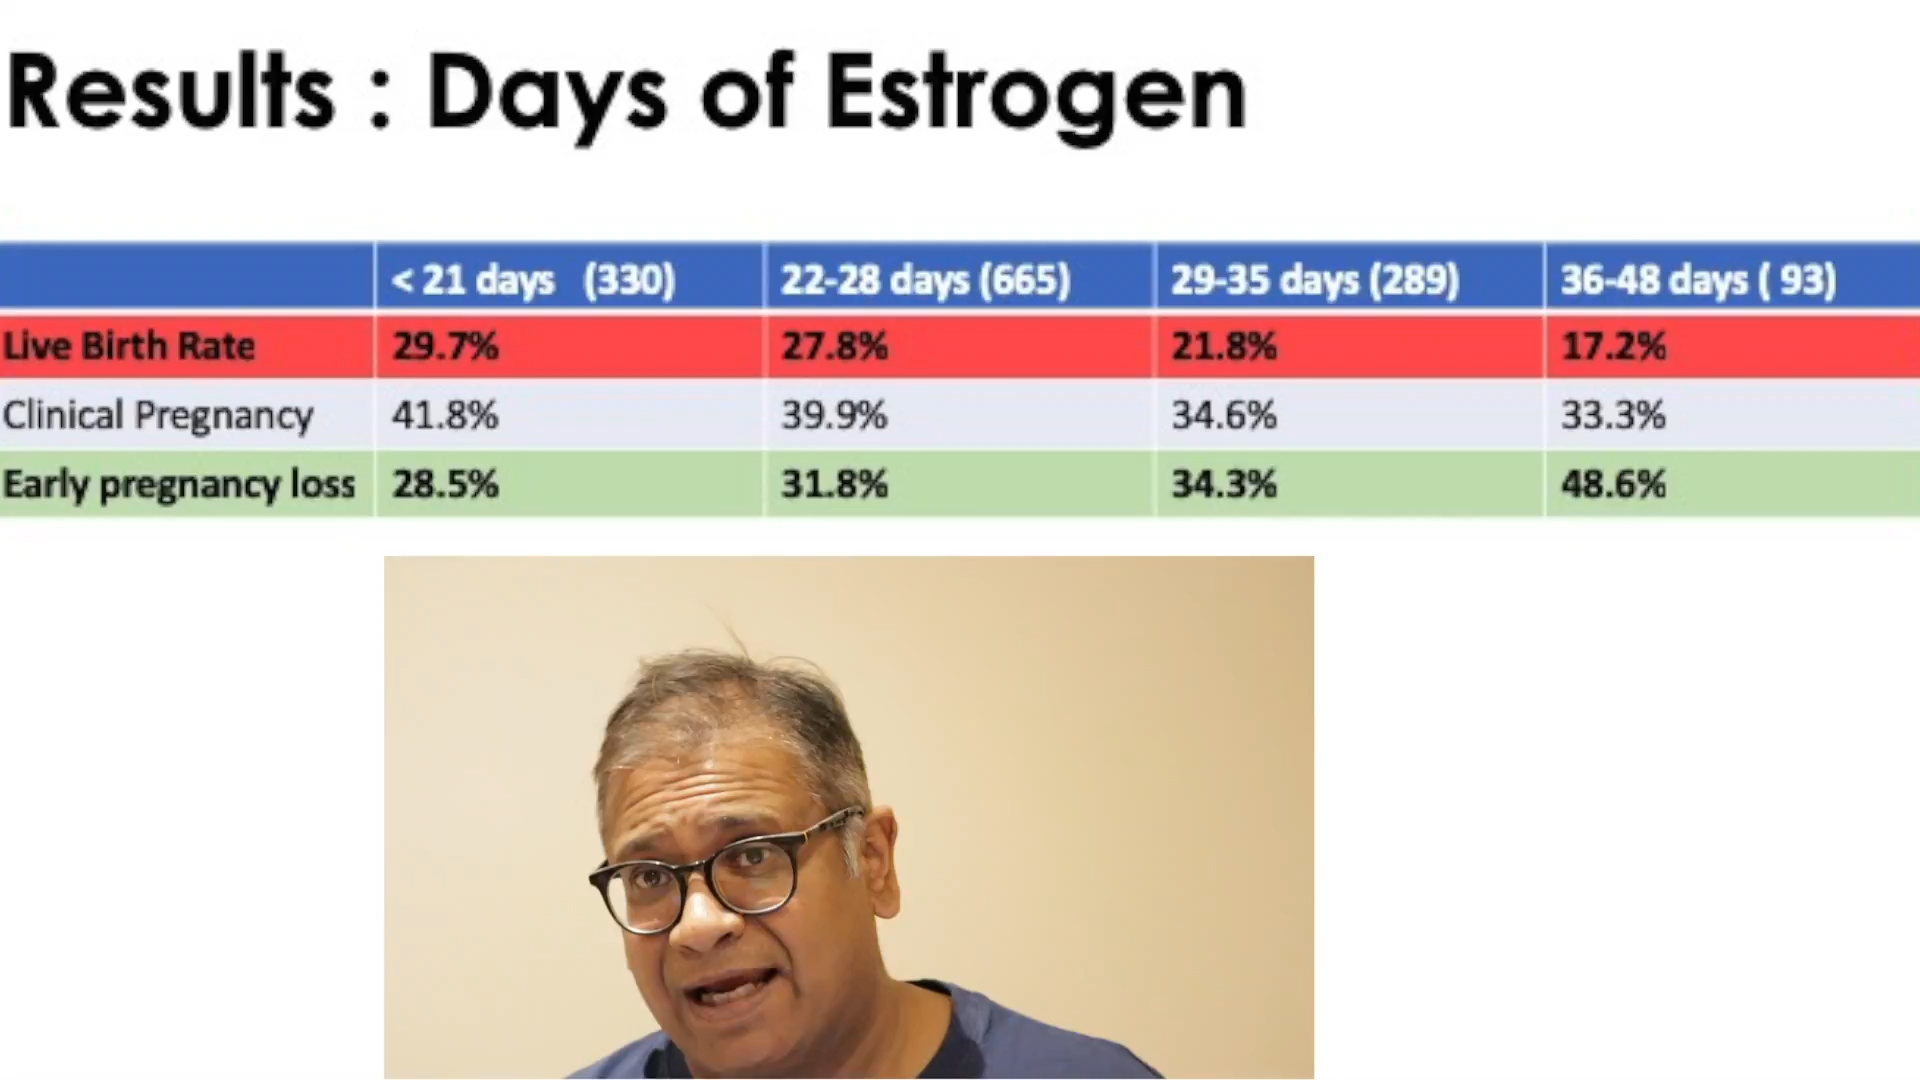 Results : Days of Estrogen
< 21 days (330) 22-28 days (665) 29-35 days (289) 36-48 days ( 93)
Live Birth Rate 29.7% 27.8% 21.8% 17.2%
Clinical Pregnancy 41.8% 39.9% 34.6% 33.3%
Early pregnancy loss 28.5% 31.8% 34.3% 48.6%